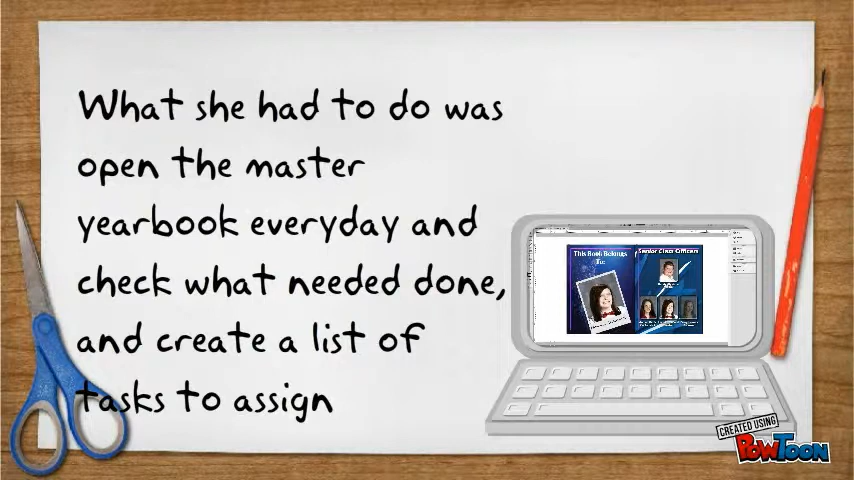 What she had to do was
open the master
yearbook everyday and
check what needed done,
and create a list of
tasks to assign
This Book Belongs
To:
Senior Class Officers
CREATED USING
POWTOON